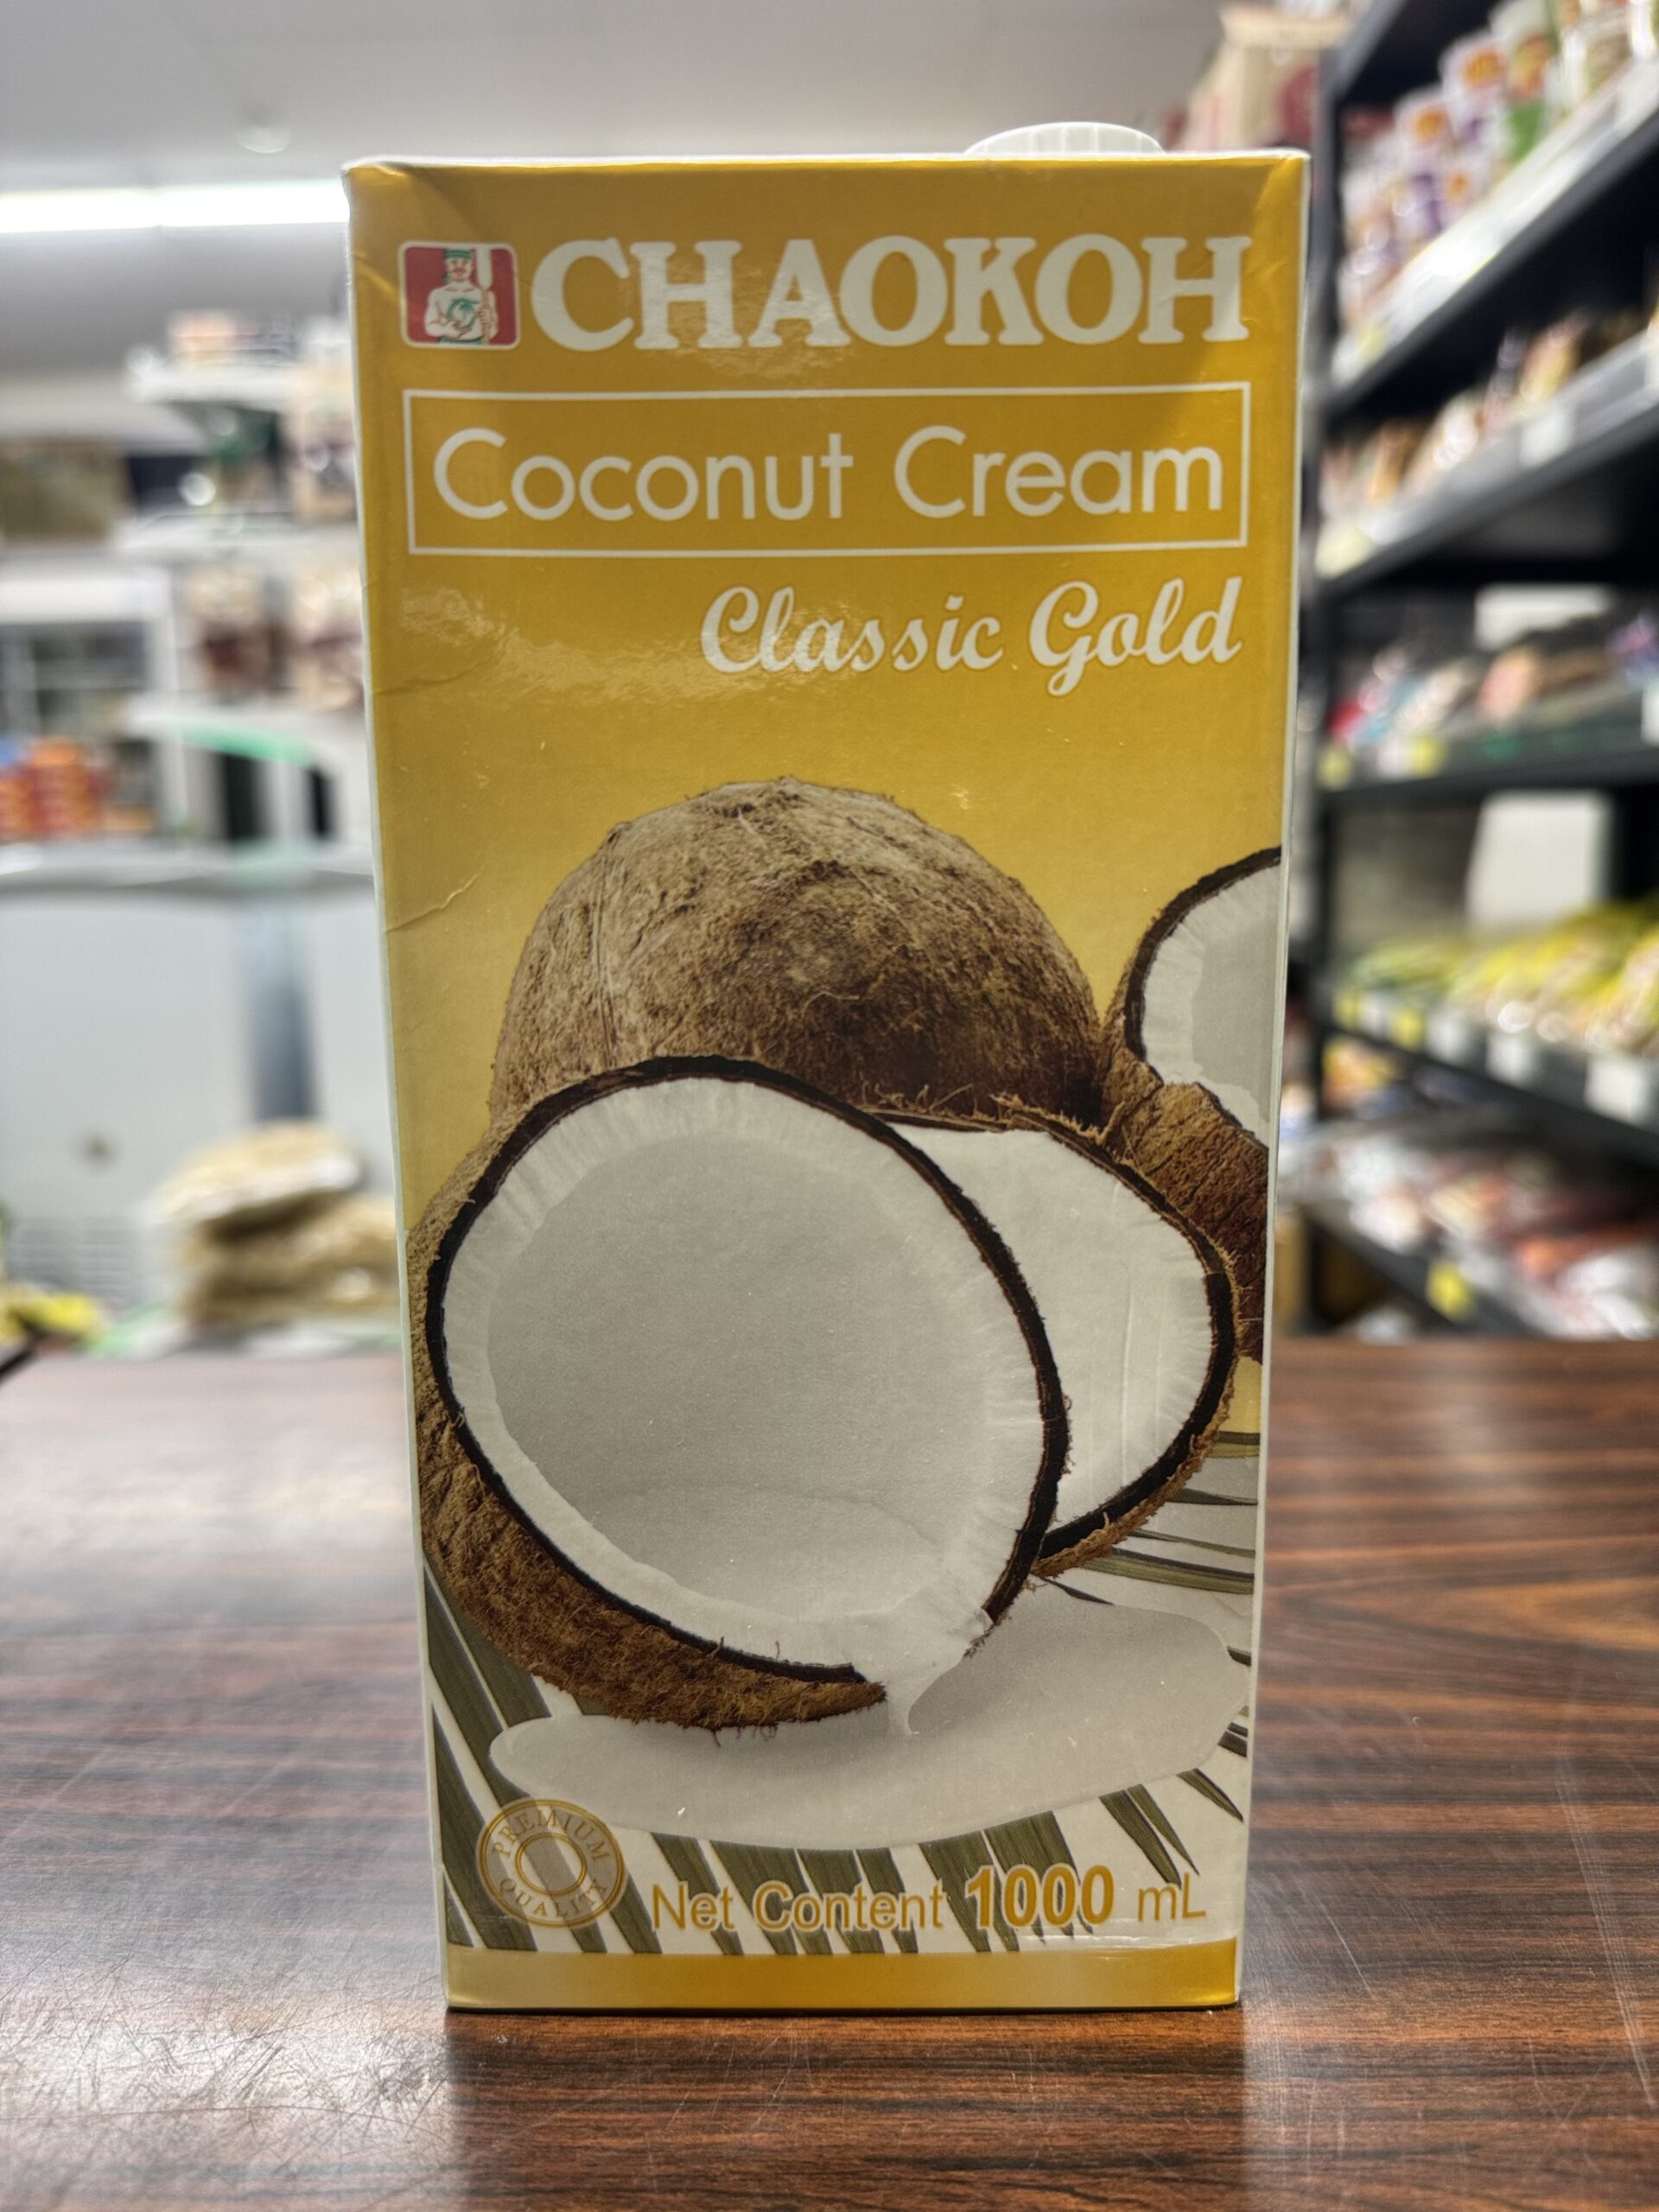 CHAOKOH
Coconut Cream
Classic Gold
PREMIUM
QUALITY
Net Content 1000 mL